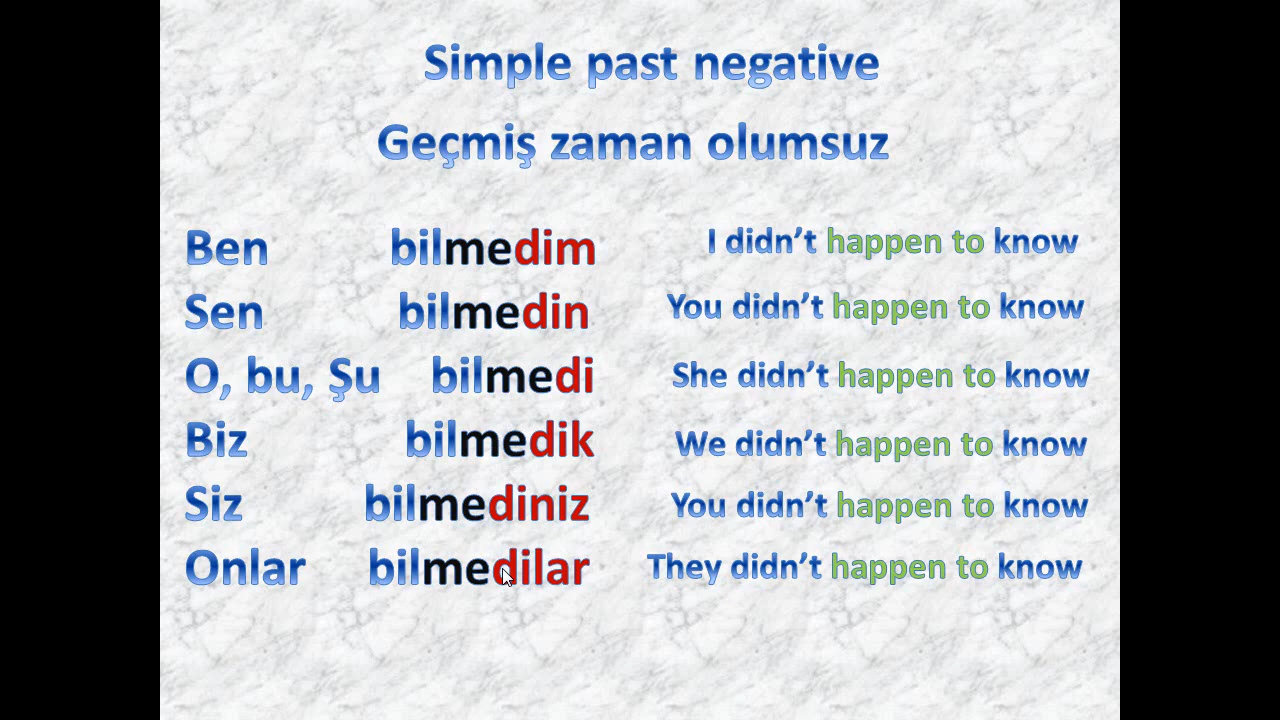 Simple past negative
Geçmiş zaman olumsuz
Ben bilmedim I didn’t happen to know
Sen bilmedin You didn’t happen to know
O, bu, Şu bilmedi She didn’t happen to know
Biz bilmedik We didn’t happen to know
Siz bilmediniz You didn’t happen to know
Onlar bilmedilar They didn’t happen to know